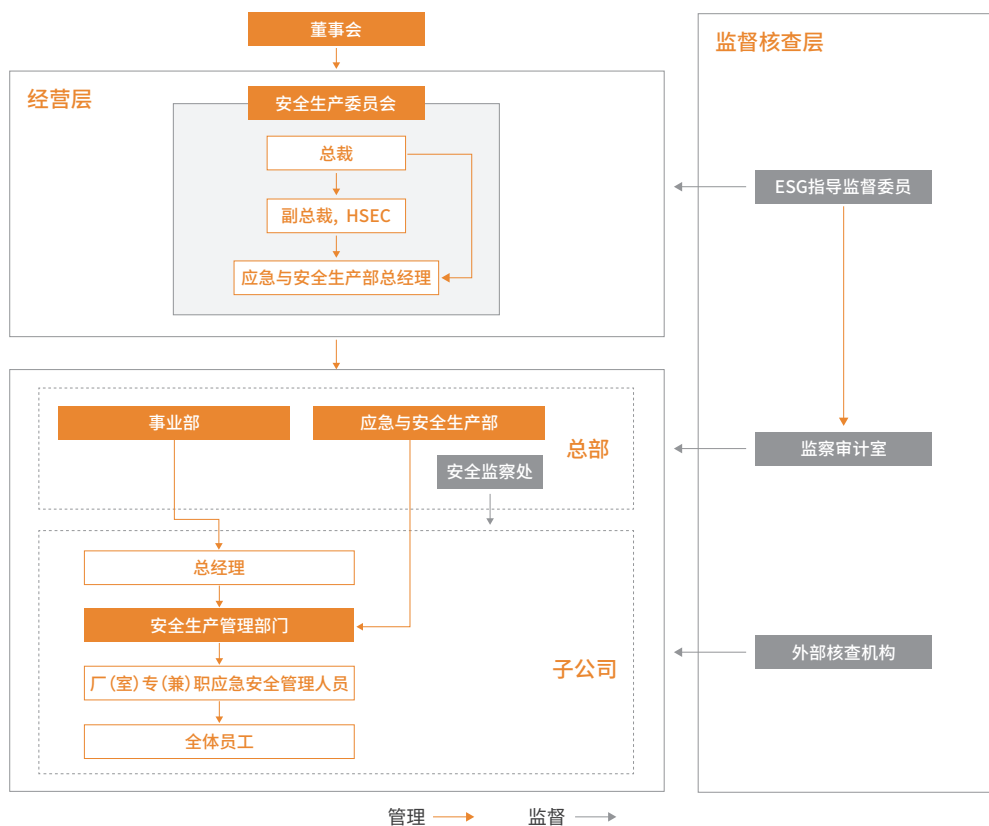 董事会
监督核查层
经营层
安全生产委员会
总裁
副总裁, HSEC
应急与安全生产部总经理
ESG指导监督委员
事业部
应急与安全生产部
总部
安全监察处
监察审计室
总经理
安全生产管理部门
子公司
厂(室)专(兼)职应急安全管理人员
全体员工
外部核查机构
管理
监督